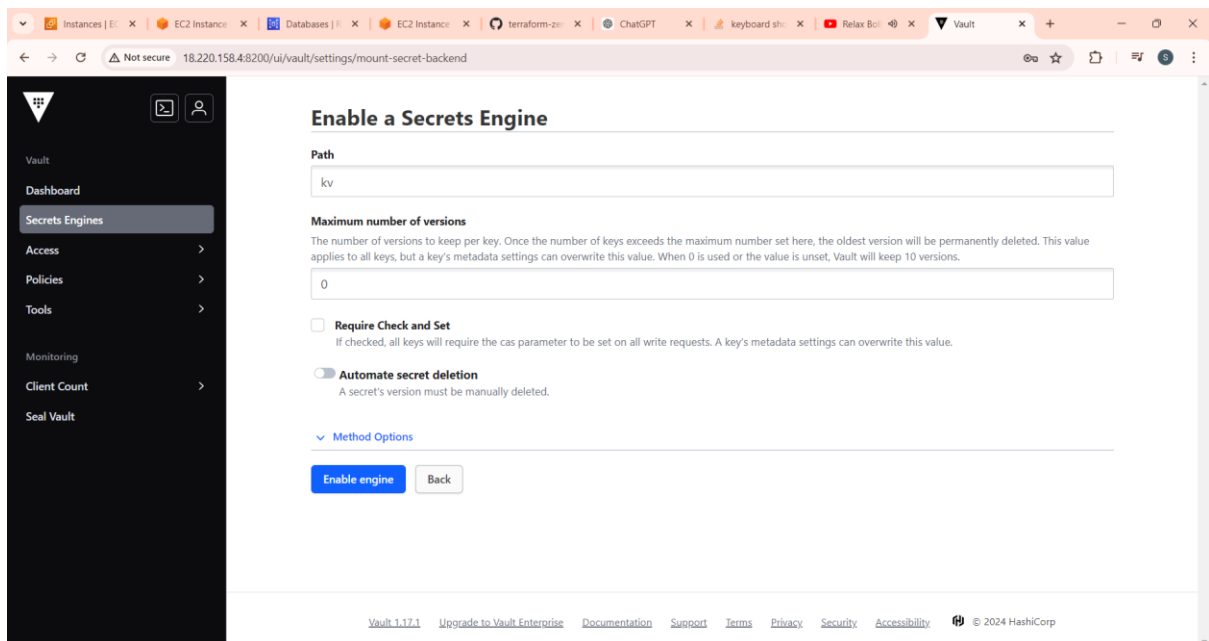 Instances | EC
EC2 Instance
Databases | R
EC2 Instance
terraform-zer
ChatGPT
keyboard sho
Relax Bol
Vault
Not secure 18.220.158.4:8200/ui/vault/settings/mount-secret-backend
S
Vault
Dashboard
Secrets Engines
Access
Policies
Tools
Monitoring
Client Count
Seal Vault
Enable a Secrets Engine
Path
kv
Maximum number of versions
The number of versions to keep per key. Once the number of keys exceeds the maximum number set here, the oldest version will be permanently deleted. This value
applies to all keys, but a key's metadata settings can overwrite this value. When 0 is used or the value is unset, Vault will keep 10 versions.
0
Require Check and Set
If checked, all keys will require the cas parameter to be set on all write requests. A key's metadata settings can overwrite this value.
Automate secret deletion
A secret's version must be manually deleted.
Method Options
Enable engine Back
Vault 1.17.1 Upgrade to Vault Enterprise Documentation Support Terms Privacy Security Accessibility © 2024 HashiCorp